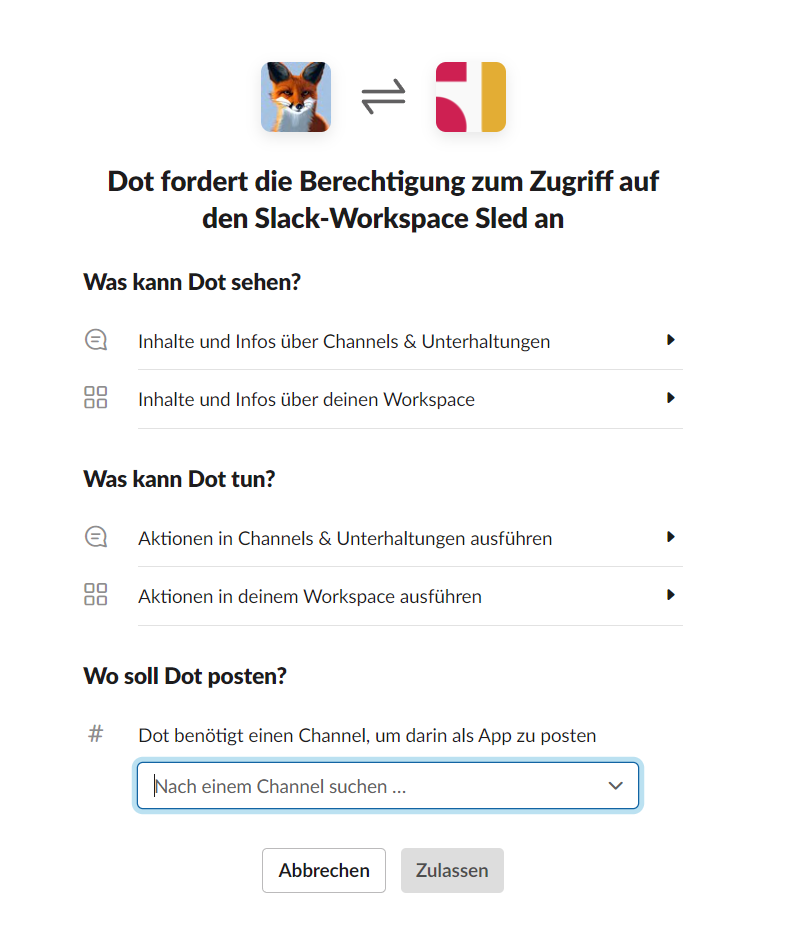 Dot fordert die Berechtigung zum Zugriff auf
den Slack-Workspace Sled an
Was kann Dot sehen?
Inhalte und Infos über Channels & Unterhaltungen
Inhalte und Infos über deinen Workspace
Was kann Dot tun?
Aktionen in Channels & Unterhaltungen ausführen
Aktionen in deinem Workspace ausführen
Wo soll Dot posten?
# Dot benötigt einen Channel, um darin als App zu posten
Nach einem Channel suchen …
Abbrechen Zulassen